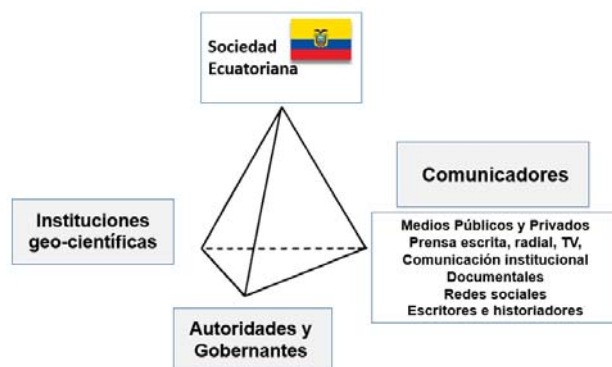 Sociedad
Ecuatoriana
Comunicadores
Instituciones
geo-científicas
Medios Públicos y Privados
Prensa escrita, radial, TV,
Comunicación institucional
Documentales
Redes sociales
Escritores e historiadores
Autoridades y
Gobernantes